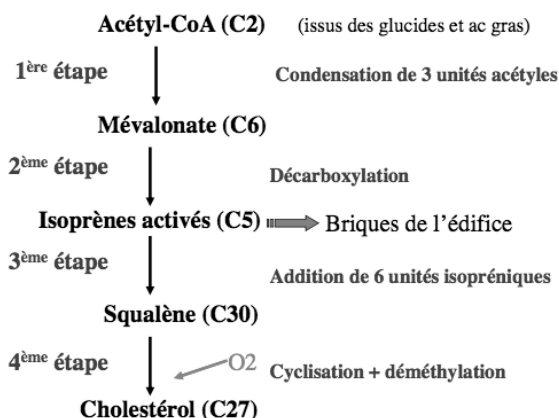 Acétyl-CoA (C2) (issus des glucides et ac gras)
1ère étape Condensation de 3 unités acétyles
Mévalonate (C6)
2ème étape Décarboxylation
Isoprènes activés (C5) Briques de l'édifice
3ème étape Addition de 6 unités isopréniques
Squalène (C30)
4ème étape O2 Cyclisation + déméthylation
Cholestérol (C27)